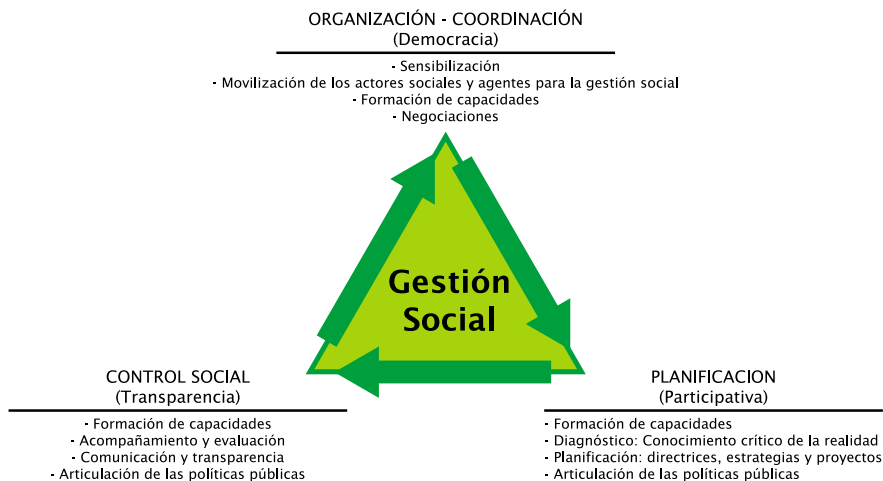 ORGANIZACIÓN - COORDINACIÓN
(Democracia)
- Sensibilización
- Movilización de los actores sociales y agentes para la gestión social
- Formación de capacidades
- Negociaciones
Gestión
Social
CONTROL SOCIAL
(Transparencia)
- Formación de capacidades
- Acompañamiento y evaluación
- Comunicación y transparencia
- Articulación de las políticas públicas
PLANIFICACION
(Participativa)
- Formación de capacidades
- Diagnóstico: Conocimiento crítico de la realidad
- Planificación: directrices, estrategias y proyectos
- Articulación de las políticas públicas